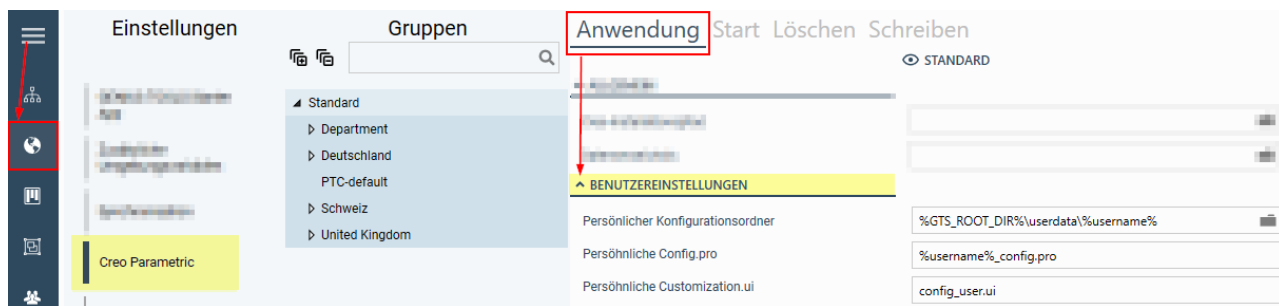 Einstellungen
Gruppen
Anwendung Start Löschen Schreiben
STANDARD
Standard
Department
Deutschland
PTC-default
Schweiz
United Kingdom
Creo Parametric
BENUTZEREINSTELLUNGEN
Persönlicher Konfigurationsordner
%GTS_ROOT_DIR%\userdata\%username%
Persöhnliche Config.pro
%username%_config.pro
Persöhnliche Customization.ui
config_user.ui